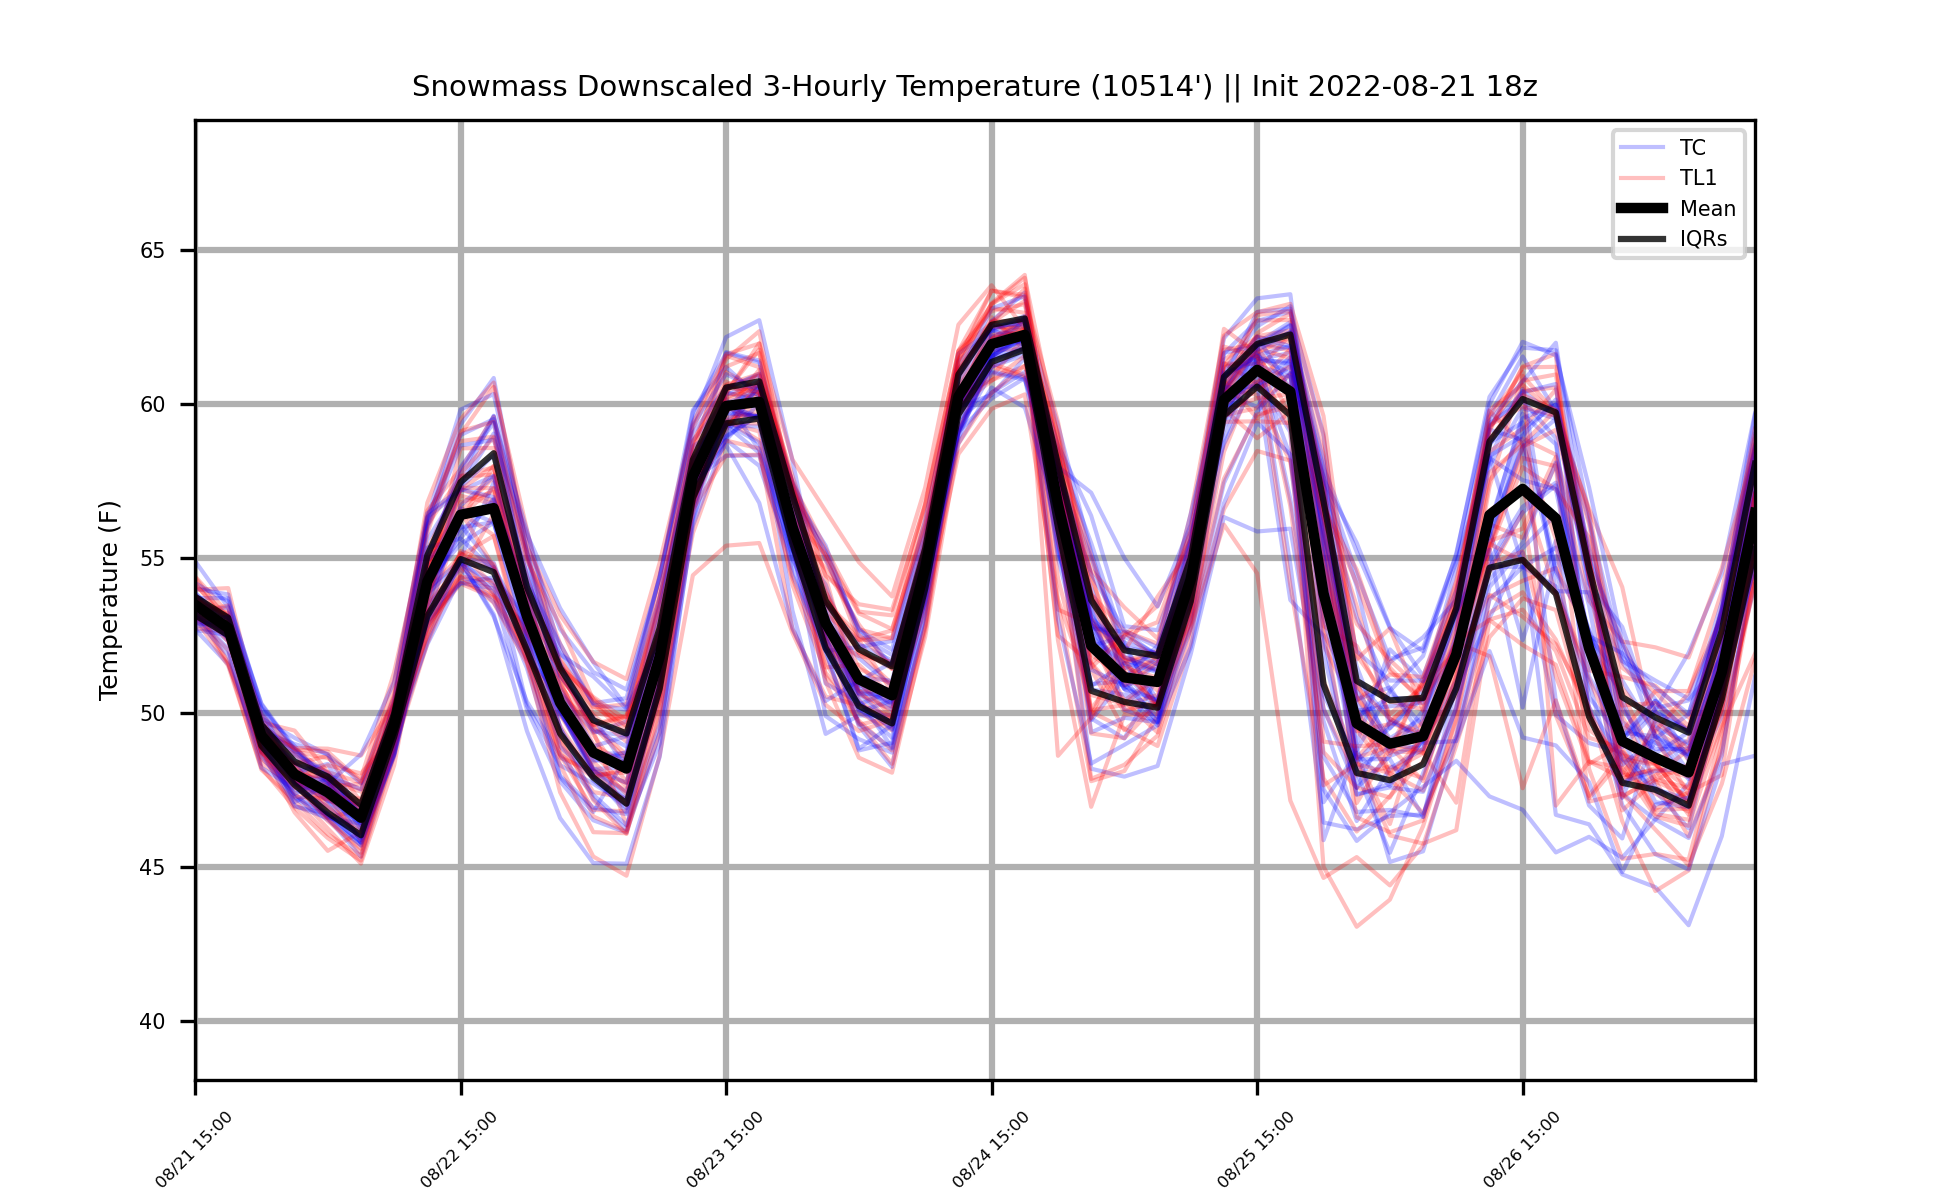 Snowmass Downscaled 3-Hourly Temperature (10514') || Init 2022-08-21 18z
TC
TL1
Mean
IQRs
Temperature (F)
65
60
55
50
45
40
08/21 15:00
08/22 15:00
08/23 15:00
08/24 15:00
08/25 15:00
08/26 15:00